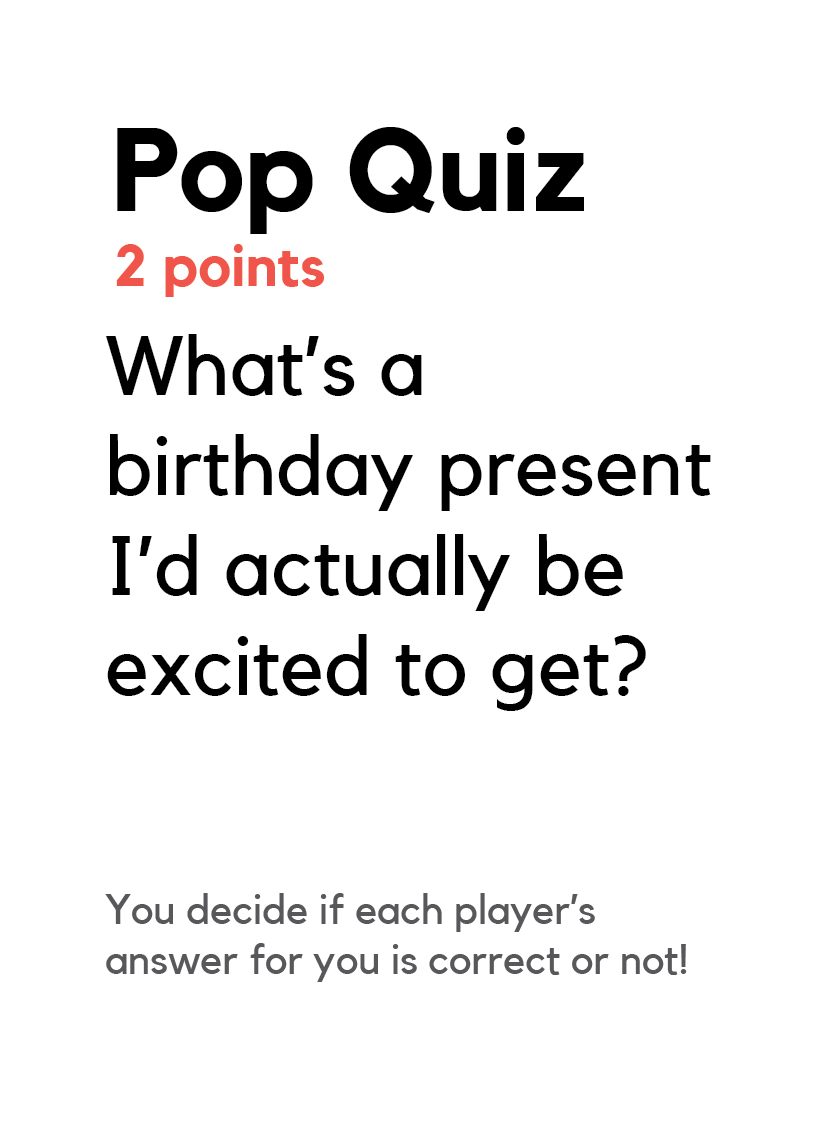 Pop Quiz
2 points
What’s a
birthday present
I’d actually be
excited to get?
You decide if each player’s
answer for you is correct or not!